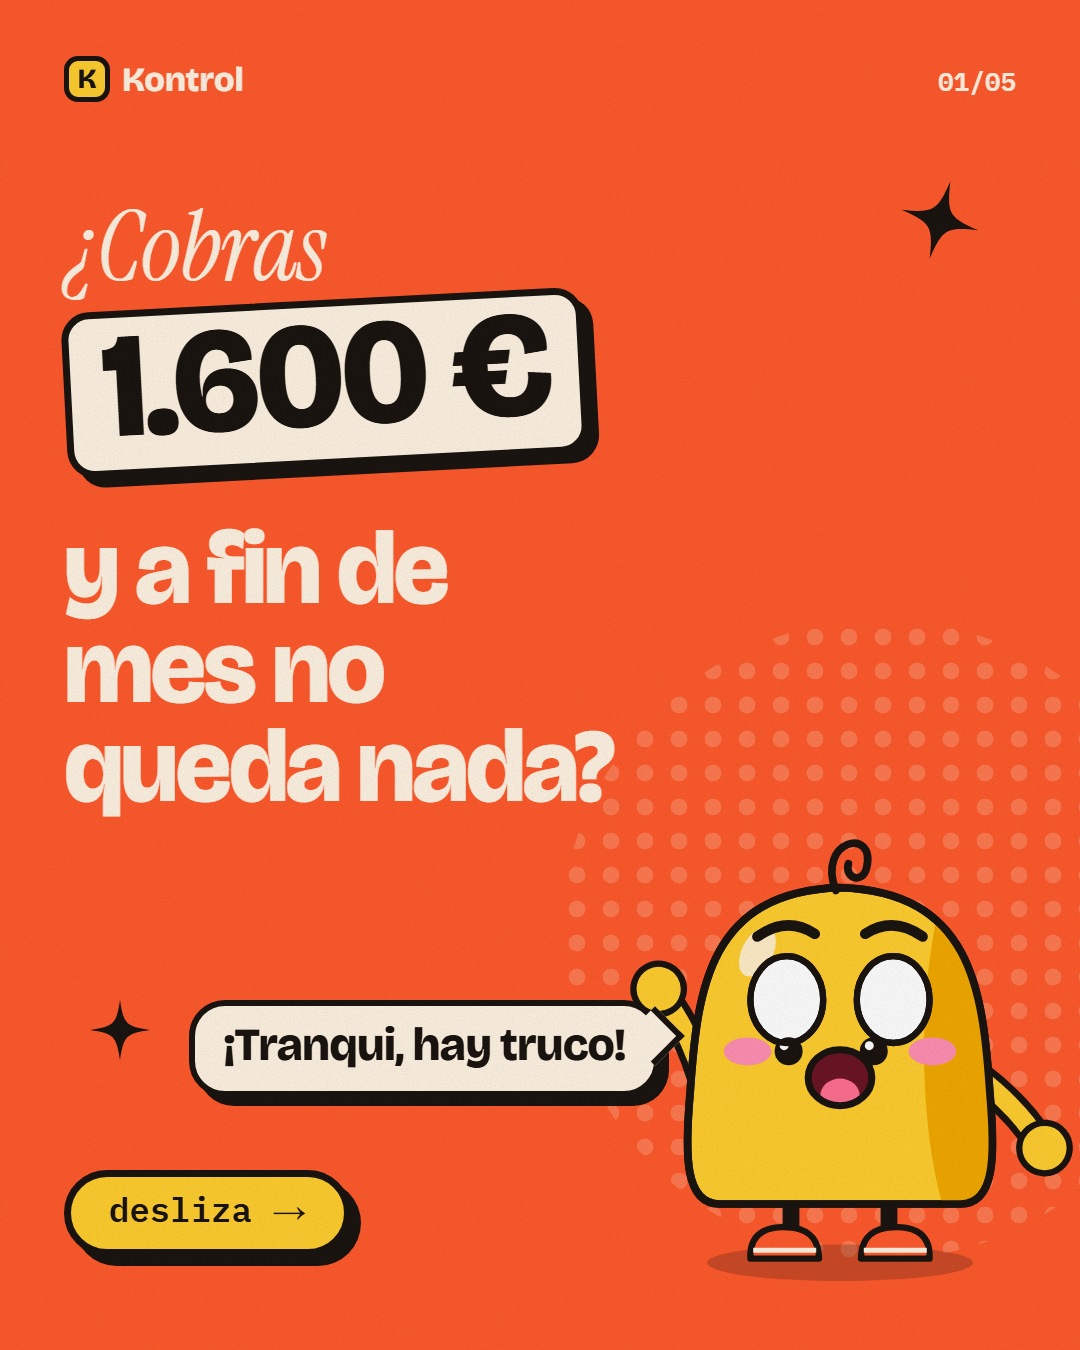 K Kontrol
01/05
¿Cobras
1.600 €
y a fin de
mes no
queda nada?
¡Tranqui, hay truco!
desliza →